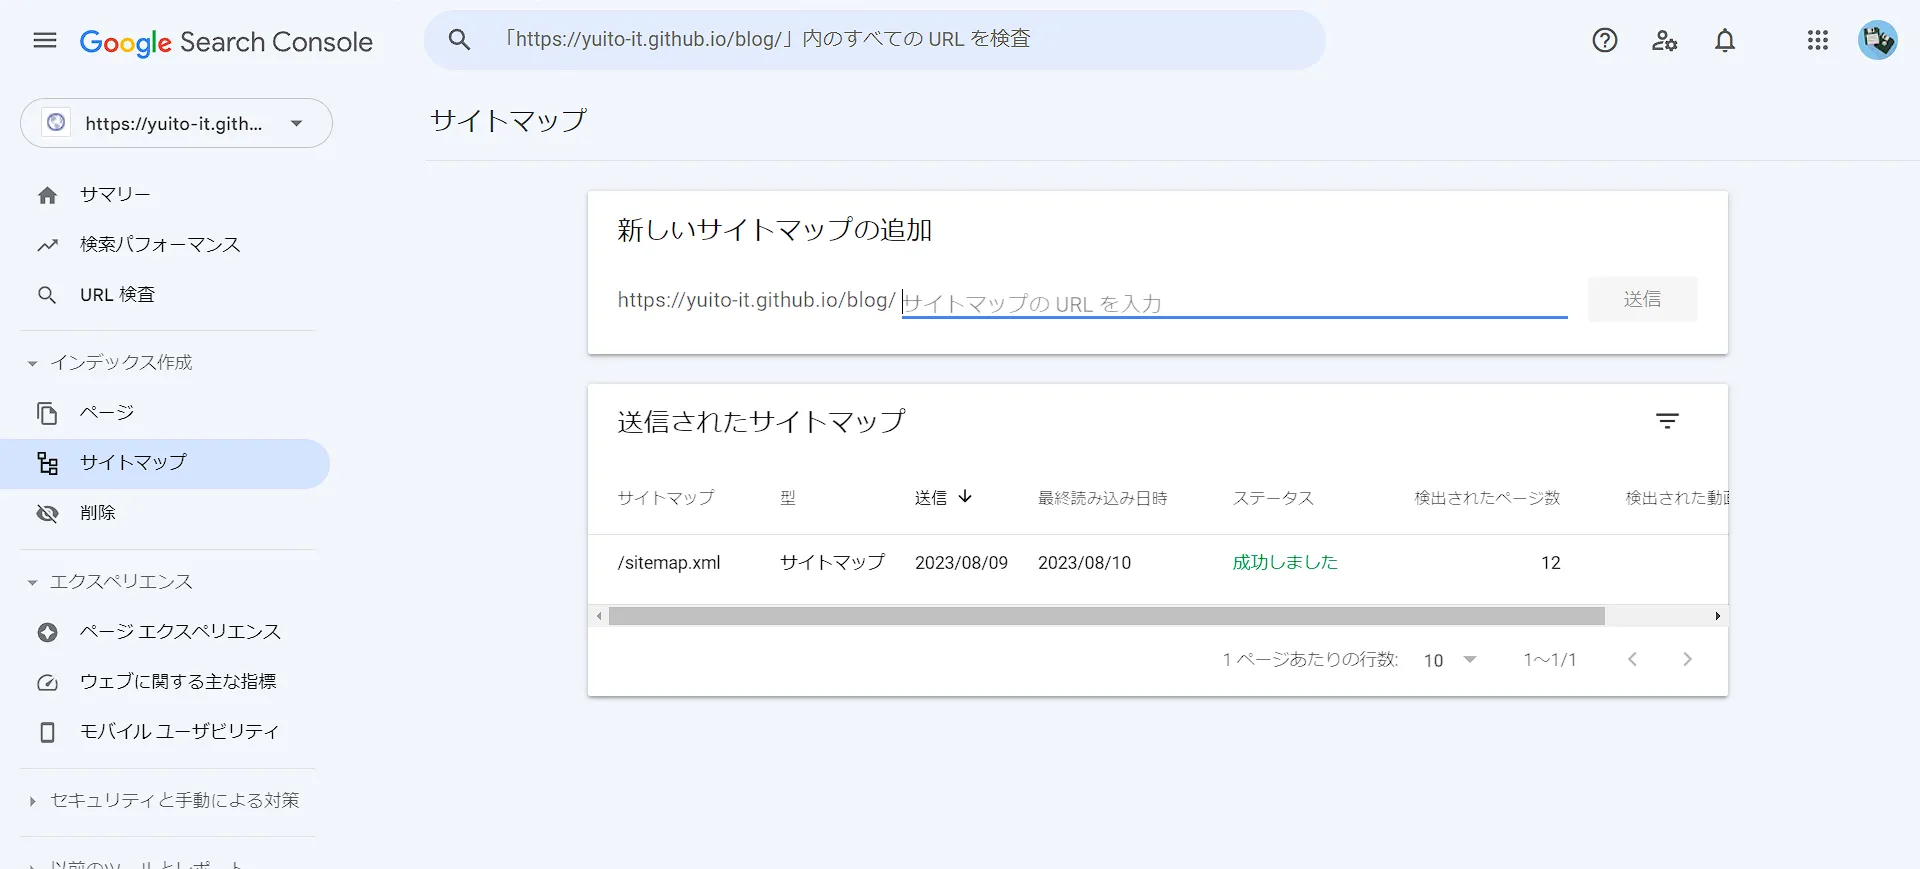 Google Search Console
「https://yuito-it.github.io/blog/」内のすべての URL を検査
https://yuito-it.gith...
サマリー
検索パフォーマンス
URL 検査
インデックス作成
ページ
サイトマップ
削除
エクスペリエンス
ページ エクスペリエンス
ウェブに関する主な指標
モバイル ユーザビリティ
セキュリティと手動による対策
以前のツールとレポート
サイトマップ
新しいサイトマップの追加
https://yuito-it.github.io/blog/ サイトマップの URL を入力 送信
送信されたサイトマップ
サイトマップ 型 送信 最終読み込み日時 ステータス 検出されたページ数 検出された動画
/sitemap.xml サイトマップ 2023/08/09 2023/08/10 成功しました 12
1 ページあたりの行数: 10 1～1/1